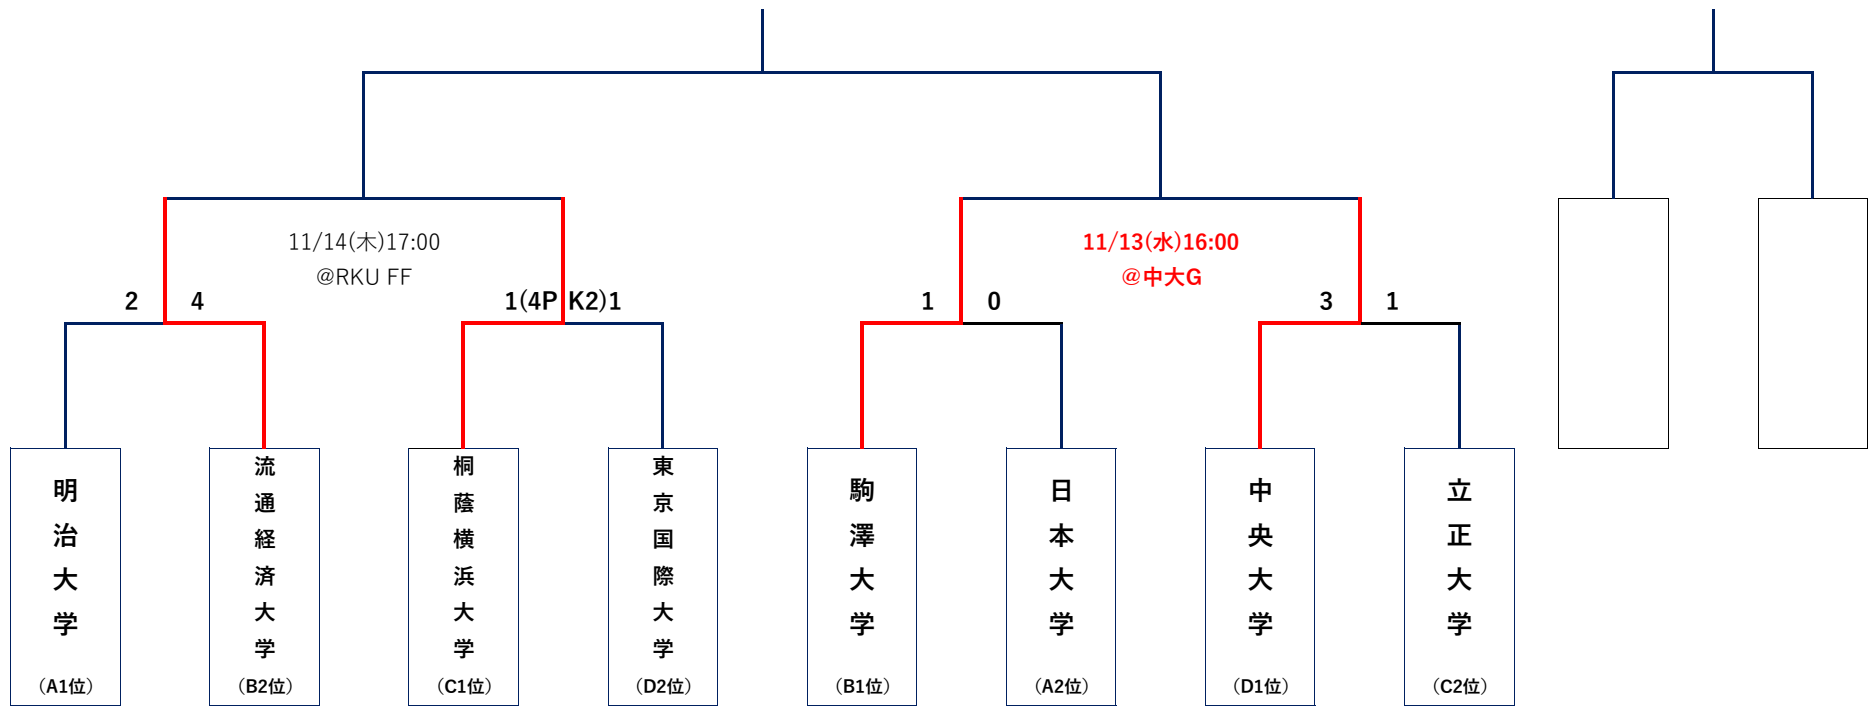 11/14(木)17:00
@RKU FF
11/13(水)16:00
@中大G
2 4
1(4P K2)1
1 0
3 1
明治大学
(A1位)
流通経済大学
(B2位)
桐蔭横浜大学
(C1位)
東京国際大学
(D2位)
駒澤大学
(B1位)
日本大学
(A2位)
中央大学
(D1位)
立正大学
(C2位)